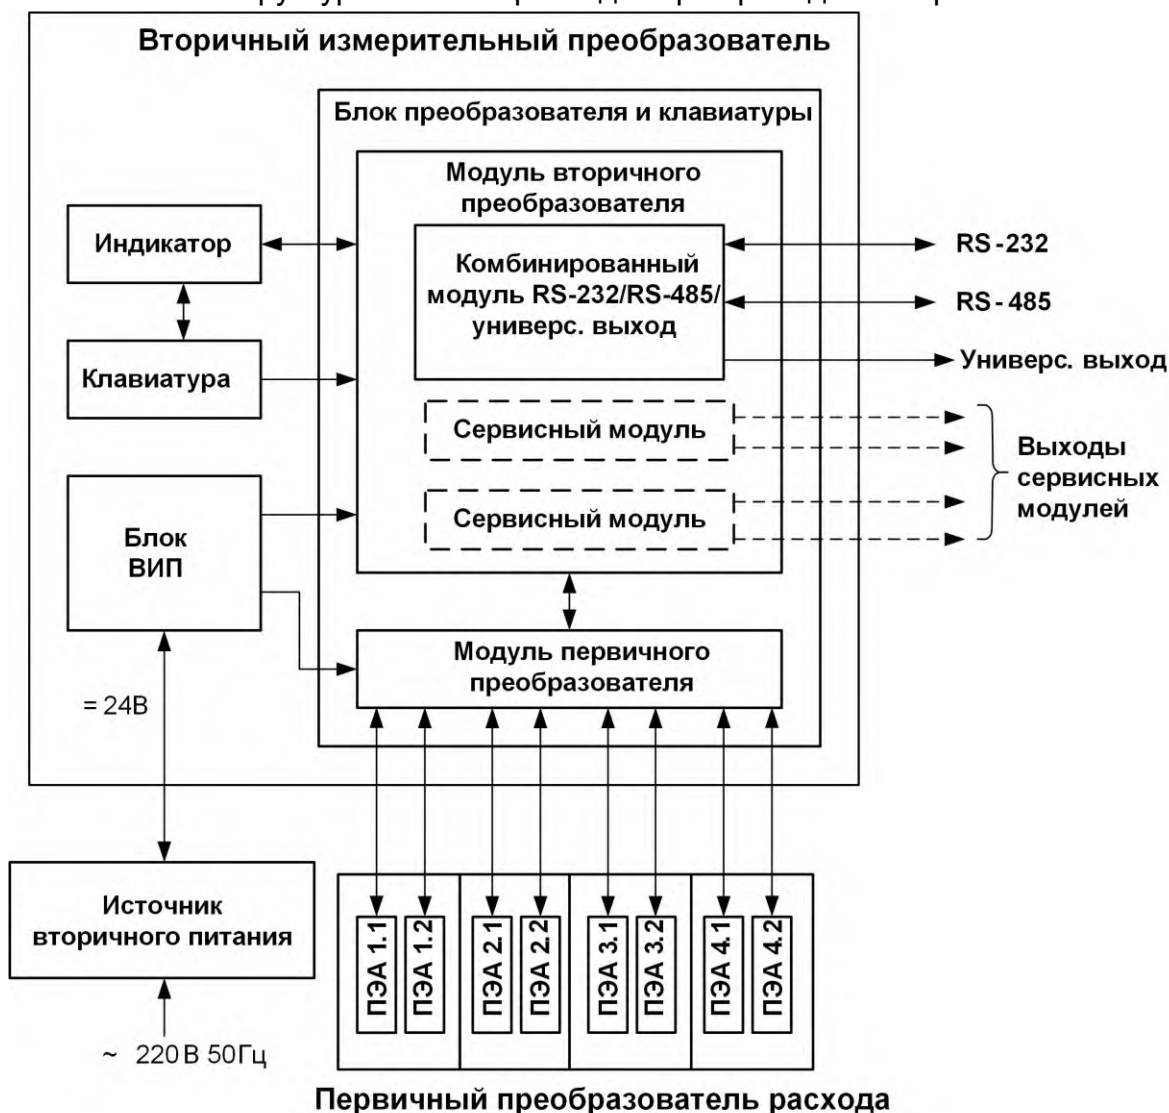 Вторичный измерительный преобразователь
Блок преобразователя и клавиатуры
Модуль вторичного
преобразователя
Индикатор
Комбинированный
модуль RS-232/RS-485/
универс. выход
RS-232
RS-485
Универс. выход
Клавиатура
Сервисный модуль
Сервисный модуль
Выходы
сервисных
модулей
Блок
ВИП
Модуль первичного
преобразователя
= 24В
Источник
вторичного питания
~ 220 В 50Гц
ПЭА 1.1
ПЭА 1.2
ПЭА 2.1
ПЭА 2.2
ПЭА 3.1
ПЭА 3.2
ПЭА 4.1
ПЭА 4.2
Первичный преобразователь расхода